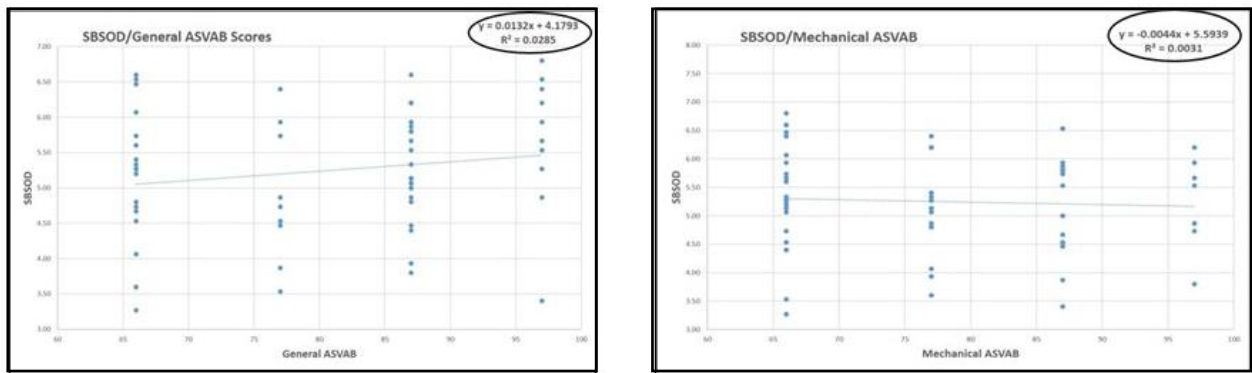 SBSOD/General ASVAB Scores
y = 0.0132x + 4.1793
R² = 0.0285
7.00
6.50
6.00
5.50
5.00
4.50
4.00
3.50
3.00
SBSOD
60 65 70 75 80 85 90 95 100
General ASVAB
SBSOD/Mechanical ASVAB
y = -0.0044x + 5.5939
R² = 0.0031
8.00
7.50
7.00
6.50
6.00
5.50
5.00
4.50
4.00
3.50
3.00
SBSOD
60 65 70 75 80 85 90 95 100
Mechanical ASVAB